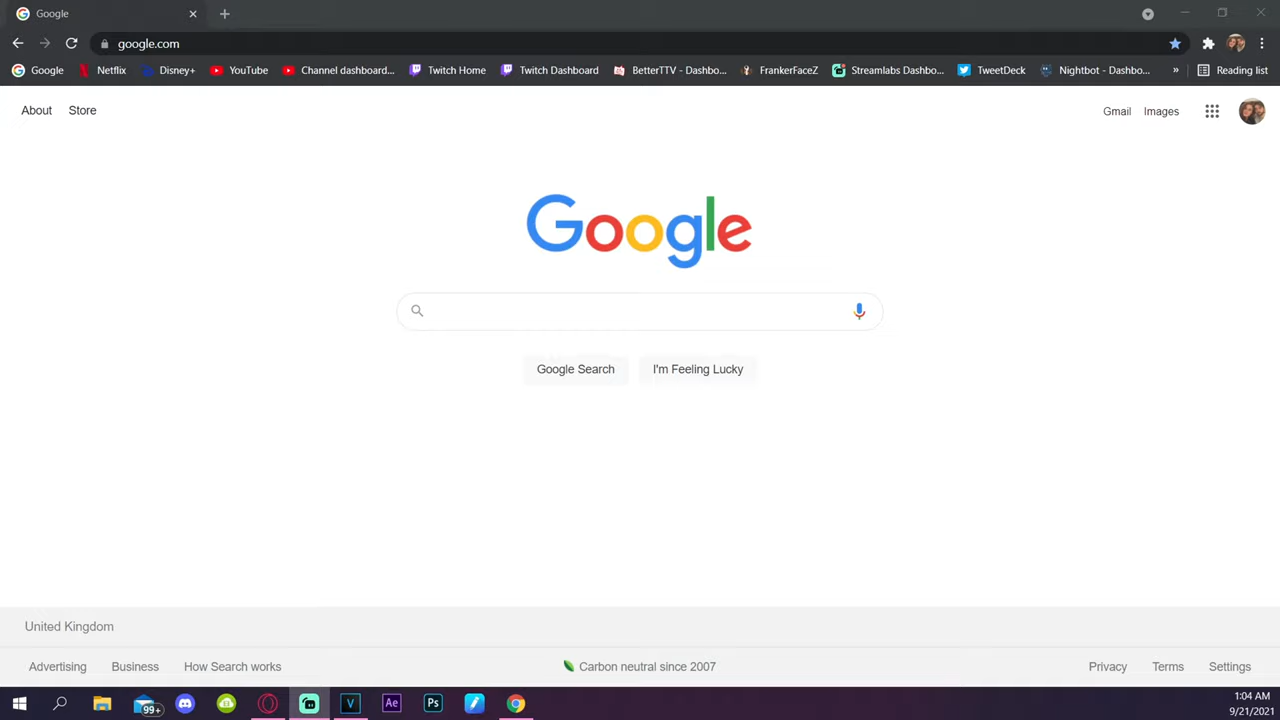 Google
google.com
Google Netflix Disney+ YouTube Channel dashboard... Twitch Home Twitch Dashboard BetterTTV - Dashbo... FrankerFaceZ Streamlabs Dashbo... TweetDeck Nightbot - Dashbo... » Reading list
About Store Gmail Images
Google
Google Search I'm Feeling Lucky
United Kingdom
Advertising Business How Search works Carbon neutral since 2007 Privacy Terms Settings
99+ V Ae Ps 1:04 AM
9/21/2021